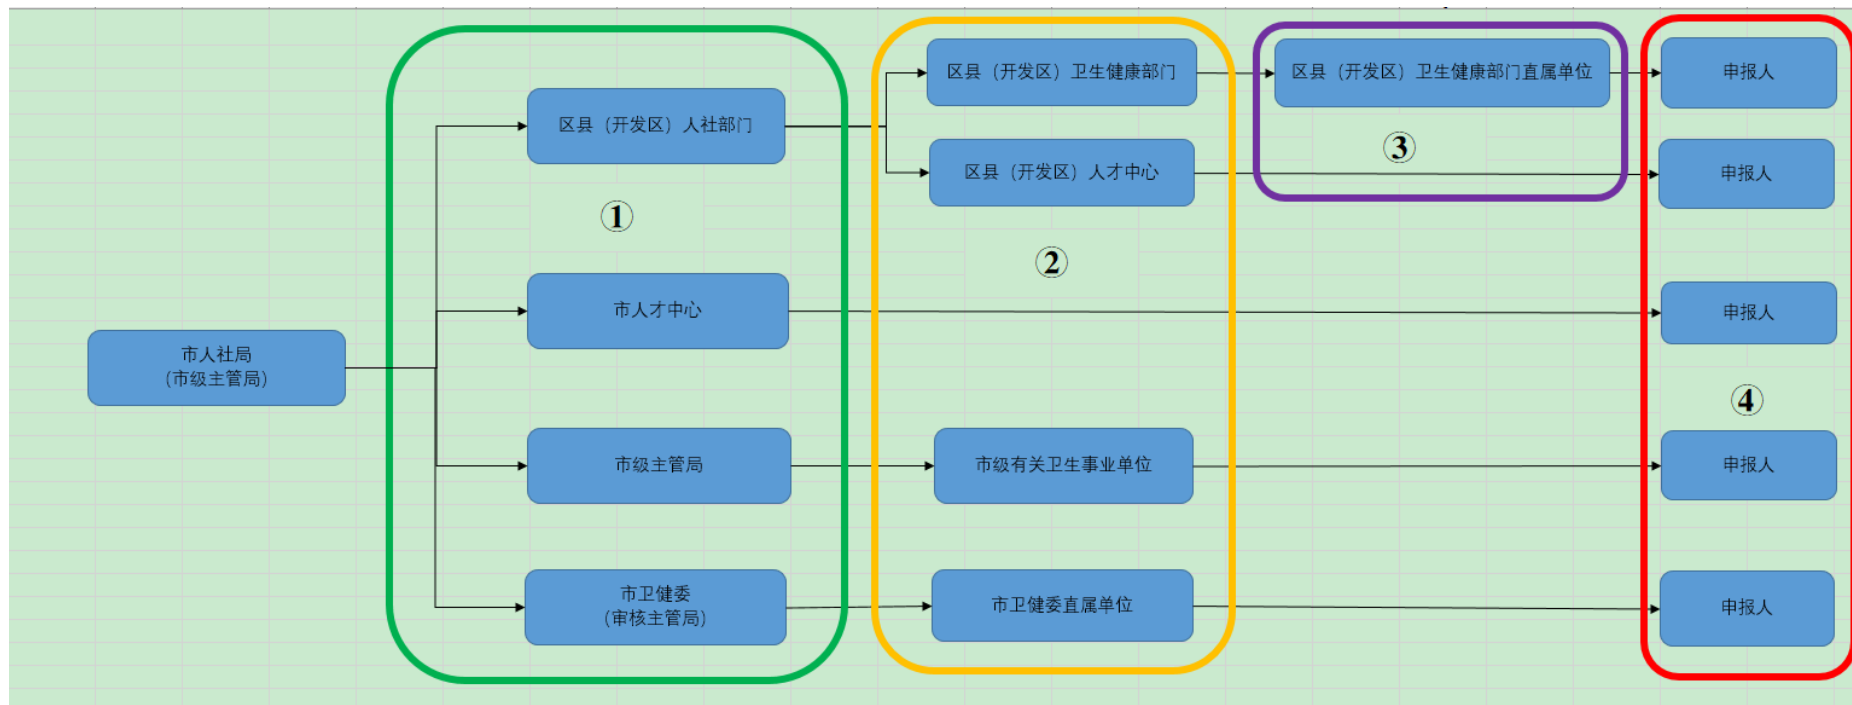 区县（开发区）卫生健康部门
区县（开发区）卫生健康部门直属单位
申报人
区县（开发区）人社部门
③
区县（开发区）人才中心
申报人
①
②
市人才中心
申报人
市人社局
（市级主管局）
④
市级主管局
市级有关卫生事业单位
申报人
市卫健委
（审核主管局）
市卫健委直属单位
申报人